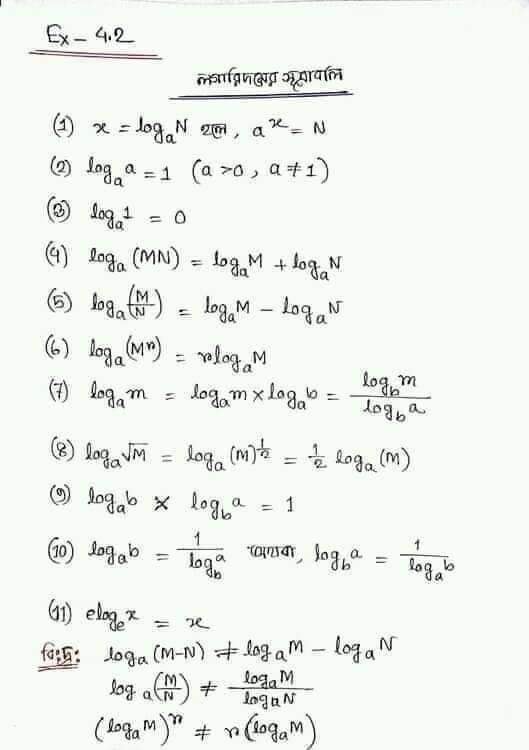 Ex - 4.2
লগারিদমের সূত্রাবলি
(1) x = logₐN হলে, aˣ = N
(2) logₐa = 1 (a >0, a ≠ 1)
(3) logₐ1 = 0
(4) logₐ(MN) = logₐM + logₐN
(5) logₐ(M/N) = logₐM - logₐN
(6) logₐ(Mⁿ) = nlogₐM
(7) logₐm = logₐm × logₐb = log_b m / log_b a
(8) logₐ√M = logₐ(M)^½ = ½ logₐ(M)
(9) logₐb × log_b a = 1
(10) logₐb = 1 / log_b a অথবা, log_b a = 1 / logₐb
(11) elogₑx = x
বি:দ্র: logₐ(M-N) ≠ logₐM - logₐN
logₐ(M/N) ≠ logₐM / logₐN
(logₐM)ⁿ ≠ n(logₐM)